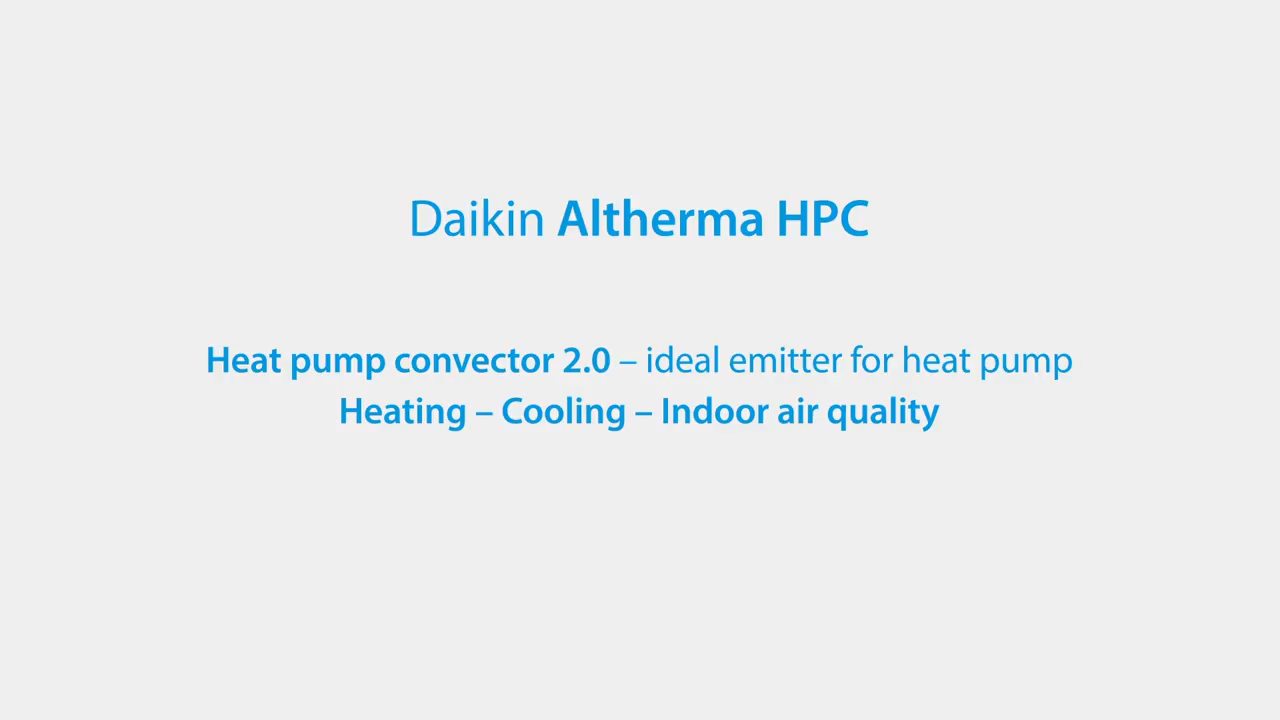 Daikin Altherma HPC
Heat pump convector 2.0 – ideal emitter for heat pump
Heating – Cooling – Indoor air quality